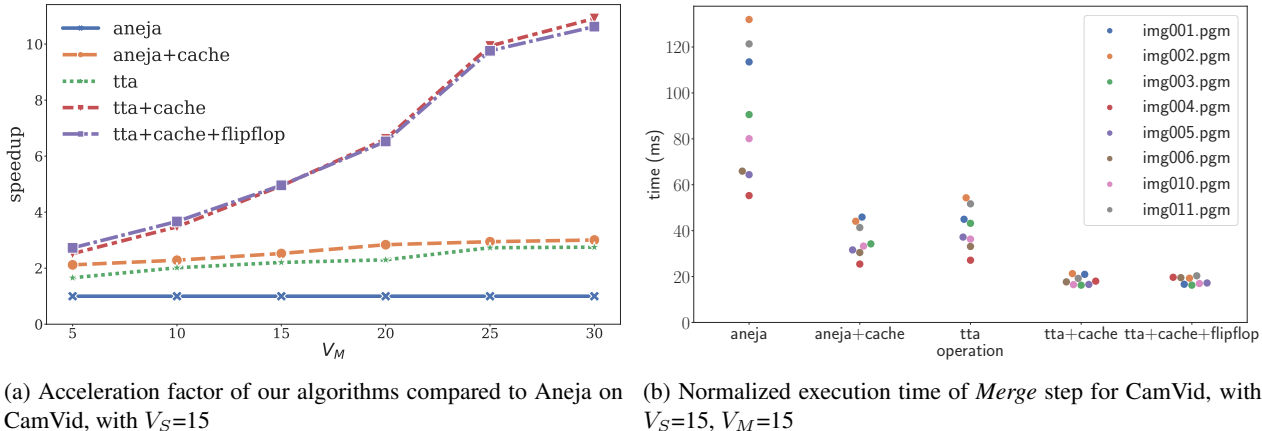 aneja
aneja+cache
tta
tta+cache
tta+cache+flipflop
speedup
10
8
6
4
2
0
5
10
15
20
25
30
V_M
img001.pgm
img002.pgm
img003.pgm
img004.pgm
img005.pgm
img006.pgm
img010.pgm
img011.pgm
time (ms)
120
100
80
60
40
20
0
aneja
aneja+cache
tta
tta+cache
tta+cache+flipflop
operation
(a) Acceleration factor of our algorithms compared to Aneja on
CamVid, with V_S=15
(b) Normalized execution time of Merge step for CamVid, with
V_S=15, V_M=15